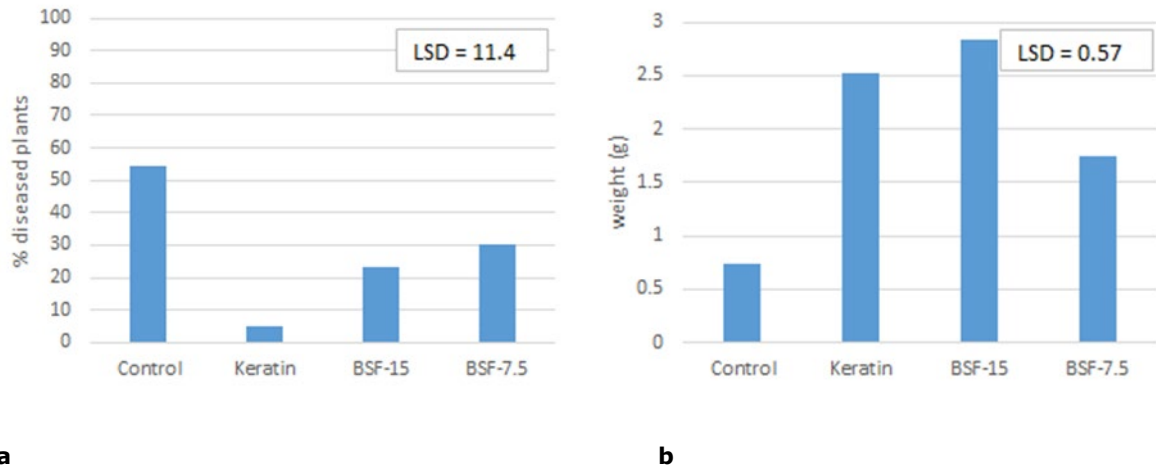 % diseased plants
100
90
80
70
60
50
40
30
20
10
0
LSD = 11.4
Control Keratin BSF-15 BSF-7.5
a
weight (g)
3
2.5
2
1.5
1
0.5
0
LSD = 0.57
Control Keratin BSF-15 BSF-7.5
b